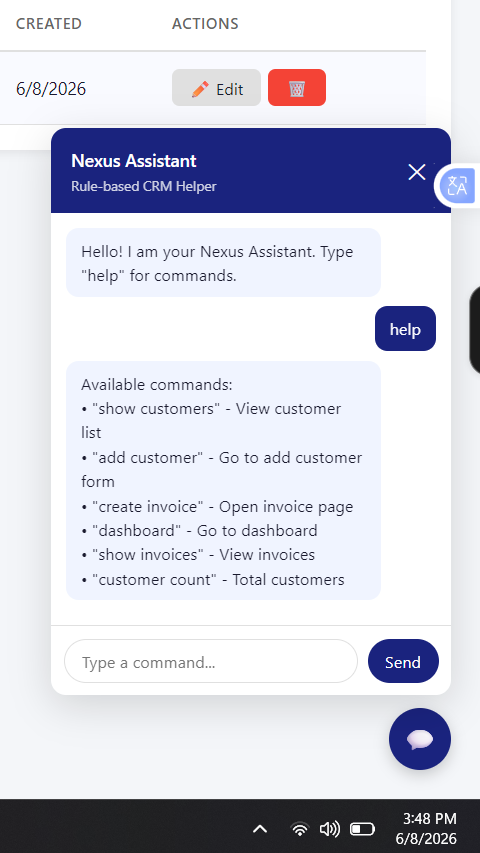 CREATED ACTIONS
6/8/2026 Edit
Nexus Assistant
Rule-based CRM Helper
Hello! I am your Nexus Assistant. Type
"help" for commands.
help
Available commands:
• "show customers" - View customer
list
• "add customer" - Go to add customer
form
• "create invoice" - Open invoice page
• "dashboard" - Go to dashboard
• "show invoices" - View invoices
• "customer count" - Total customers
Type a command...
Send
3:48 PM
6/8/2026